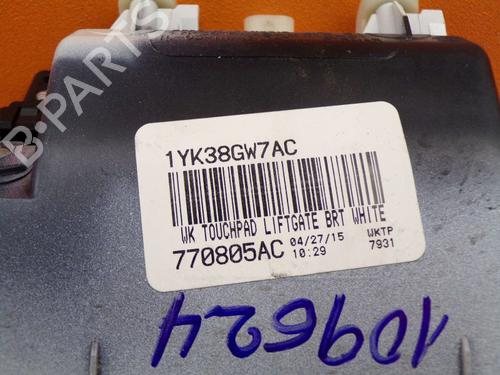 B-PARTS
1YK38GW7AC
WK TOUCHPAD LIFTGATE BRT WHITE
770805AC 04/27/15 WKTP
10:29 7931
109624